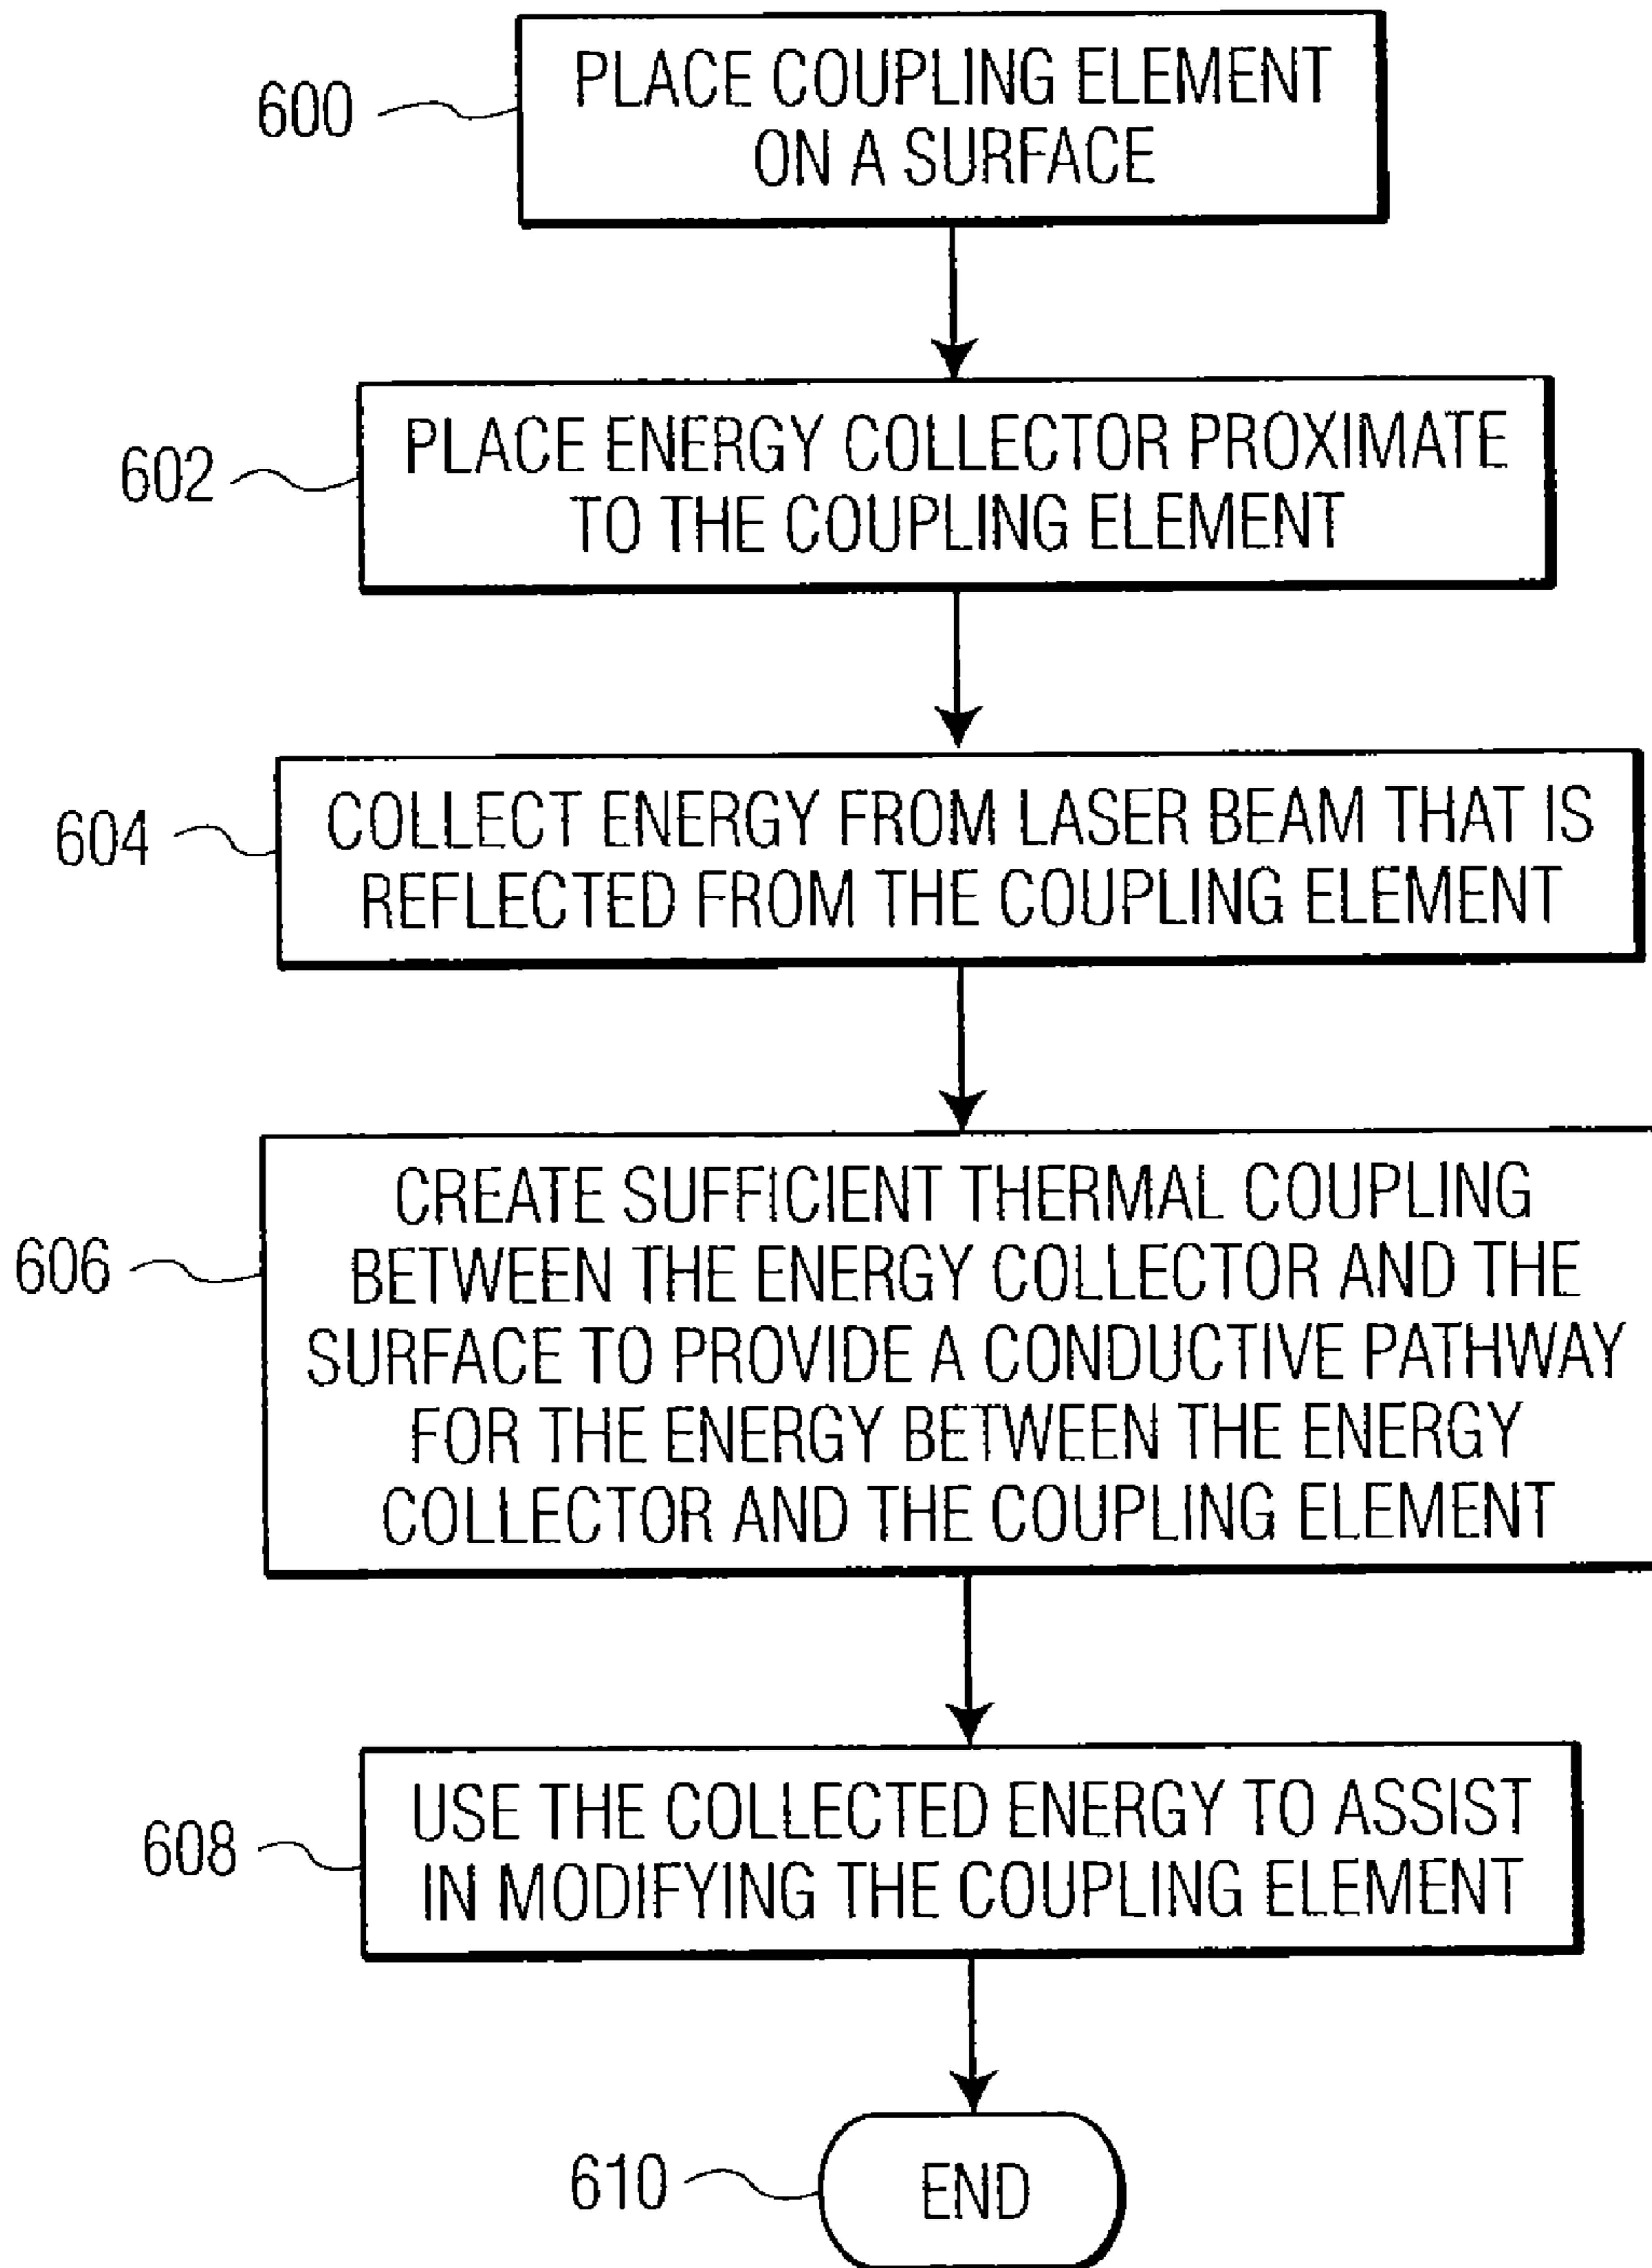 600
PLACE COUPLING ELEMENT
ON A SURFACE
602
PLACE ENERGY COLLECTOR PROXIMATE
TO THE COUPLING ELEMENT
604
COLLECT ENERGY FROM LASER BEAM THAT IS
REFLECTED FROM THE COUPLING ELEMENT
606
CREATE SUFFICIENT THERMAL COUPLING
BETWEEN THE ENERGY COLLECTOR AND THE
SURFACE TO PROVIDE A CONDUCTIVE PATHWAY
FOR THE ENERGY BETWEEN THE ENERGY
COLLECTOR AND THE COUPLING ELEMENT
608
USE THE COLLECTED ENERGY TO ASSIST
IN MODIFYING THE COUPLING ELEMENT
610
END